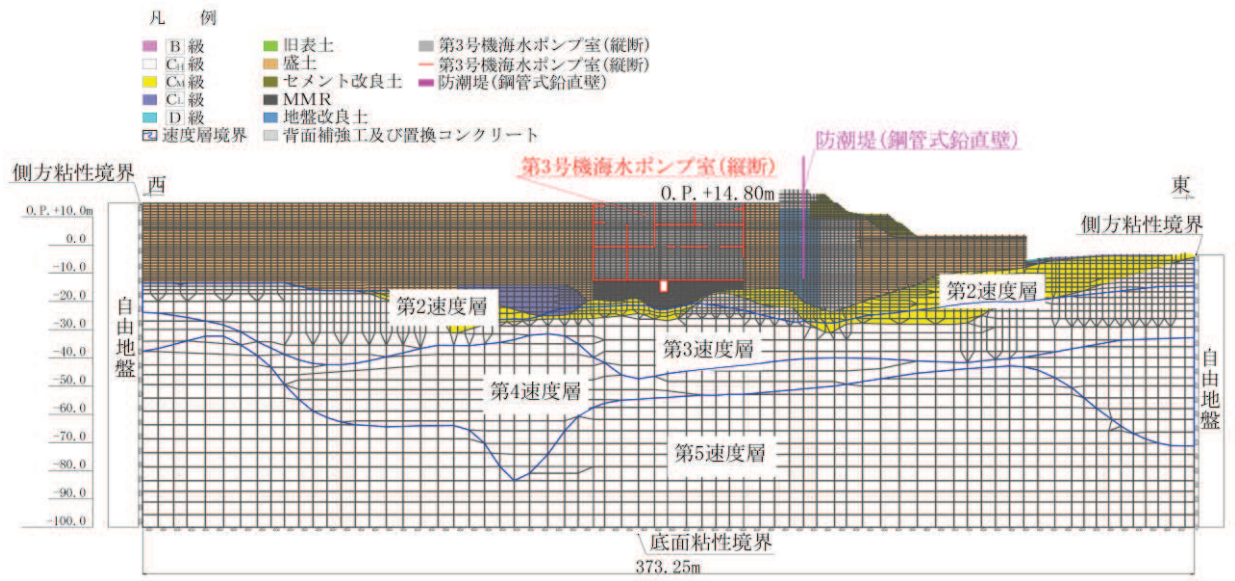 凡　例
B 級
CH 級
CM 級
CL 級
D 級
速度層境界
旧表土
盛土
セメント改良土
MMR
地盤改良土
背面補強工及び置換コンクリート
第3号機海水ポンプ室(縦断)
第3号機海水ポンプ室(縦断)
防潮堤(鋼管式鉛直壁)
防潮堤(鋼管式鉛直壁)
第3号機海水ポンプ室(縦断)
側方粘性境界
西
O.P.+14.80m
東
側方粘性境界
O.P.+10.0m
0.0
-10.0
-20.0
-30.0
-40.0
-50.0
-60.0
-70.0
-80.0
-90.0
-100.0
自由地盤
第2速度層
第2速度層
第3速度層
第4速度層
第5速度層
自由地盤
底面粘性境界
373.25m